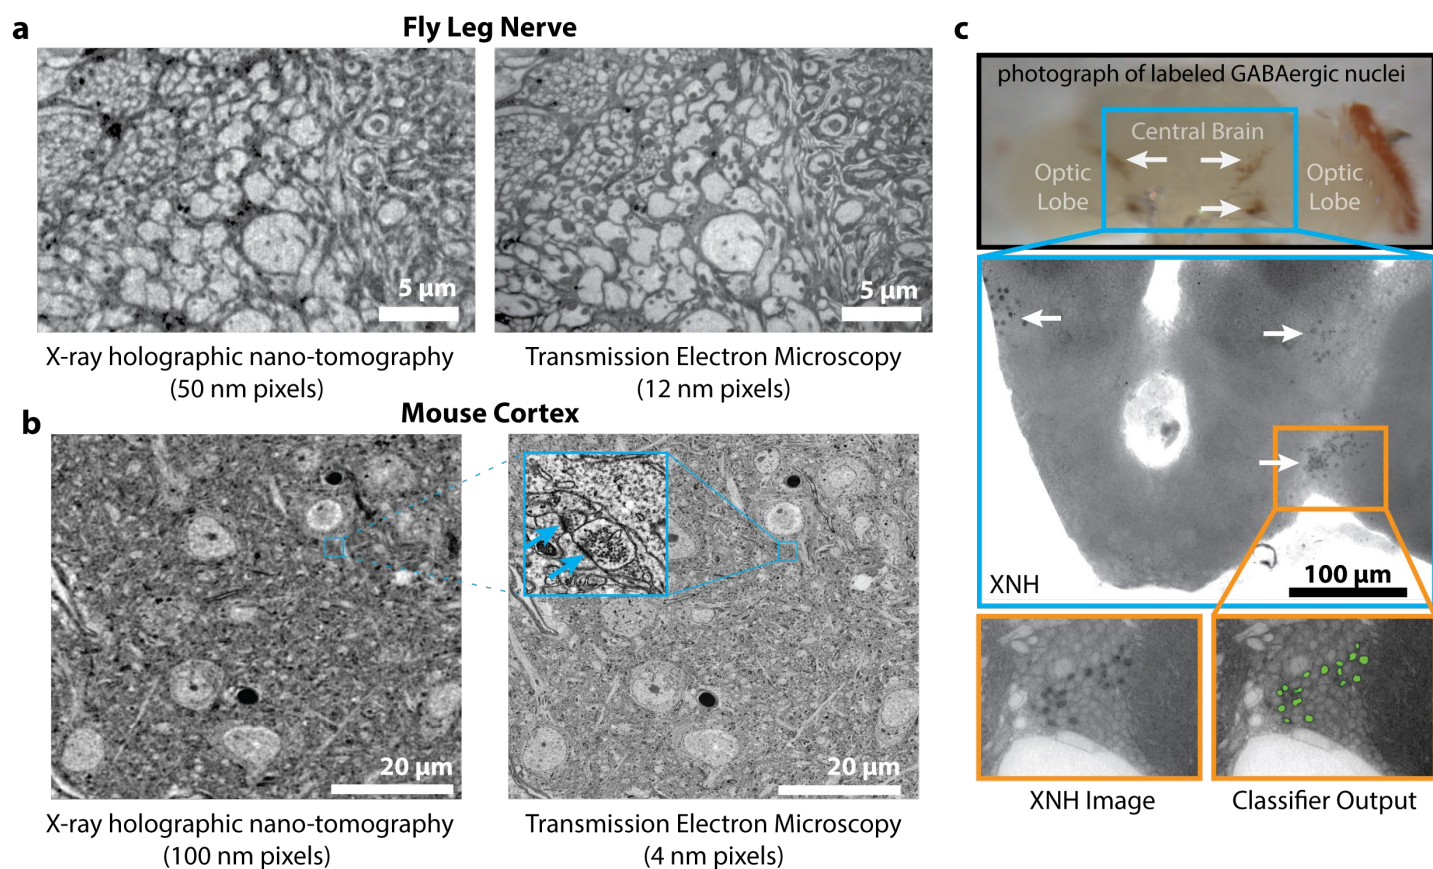 a
Fly Leg Nerve
5 µm
5 µm
X-ray holographic nano-tomography
(50 nm pixels)
Transmission Electron Microscopy
(12 nm pixels)
b
Mouse Cortex
20 µm
20 µm
X-ray holographic nano-tomography
(100 nm pixels)
Transmission Electron Microscopy
(4 nm pixels)
c
photograph of labeled GABAergic nuclei
Central Brain
Optic
Lobe
Optic
Lobe
XNH
100 µm
XNH Image
Classifier Output